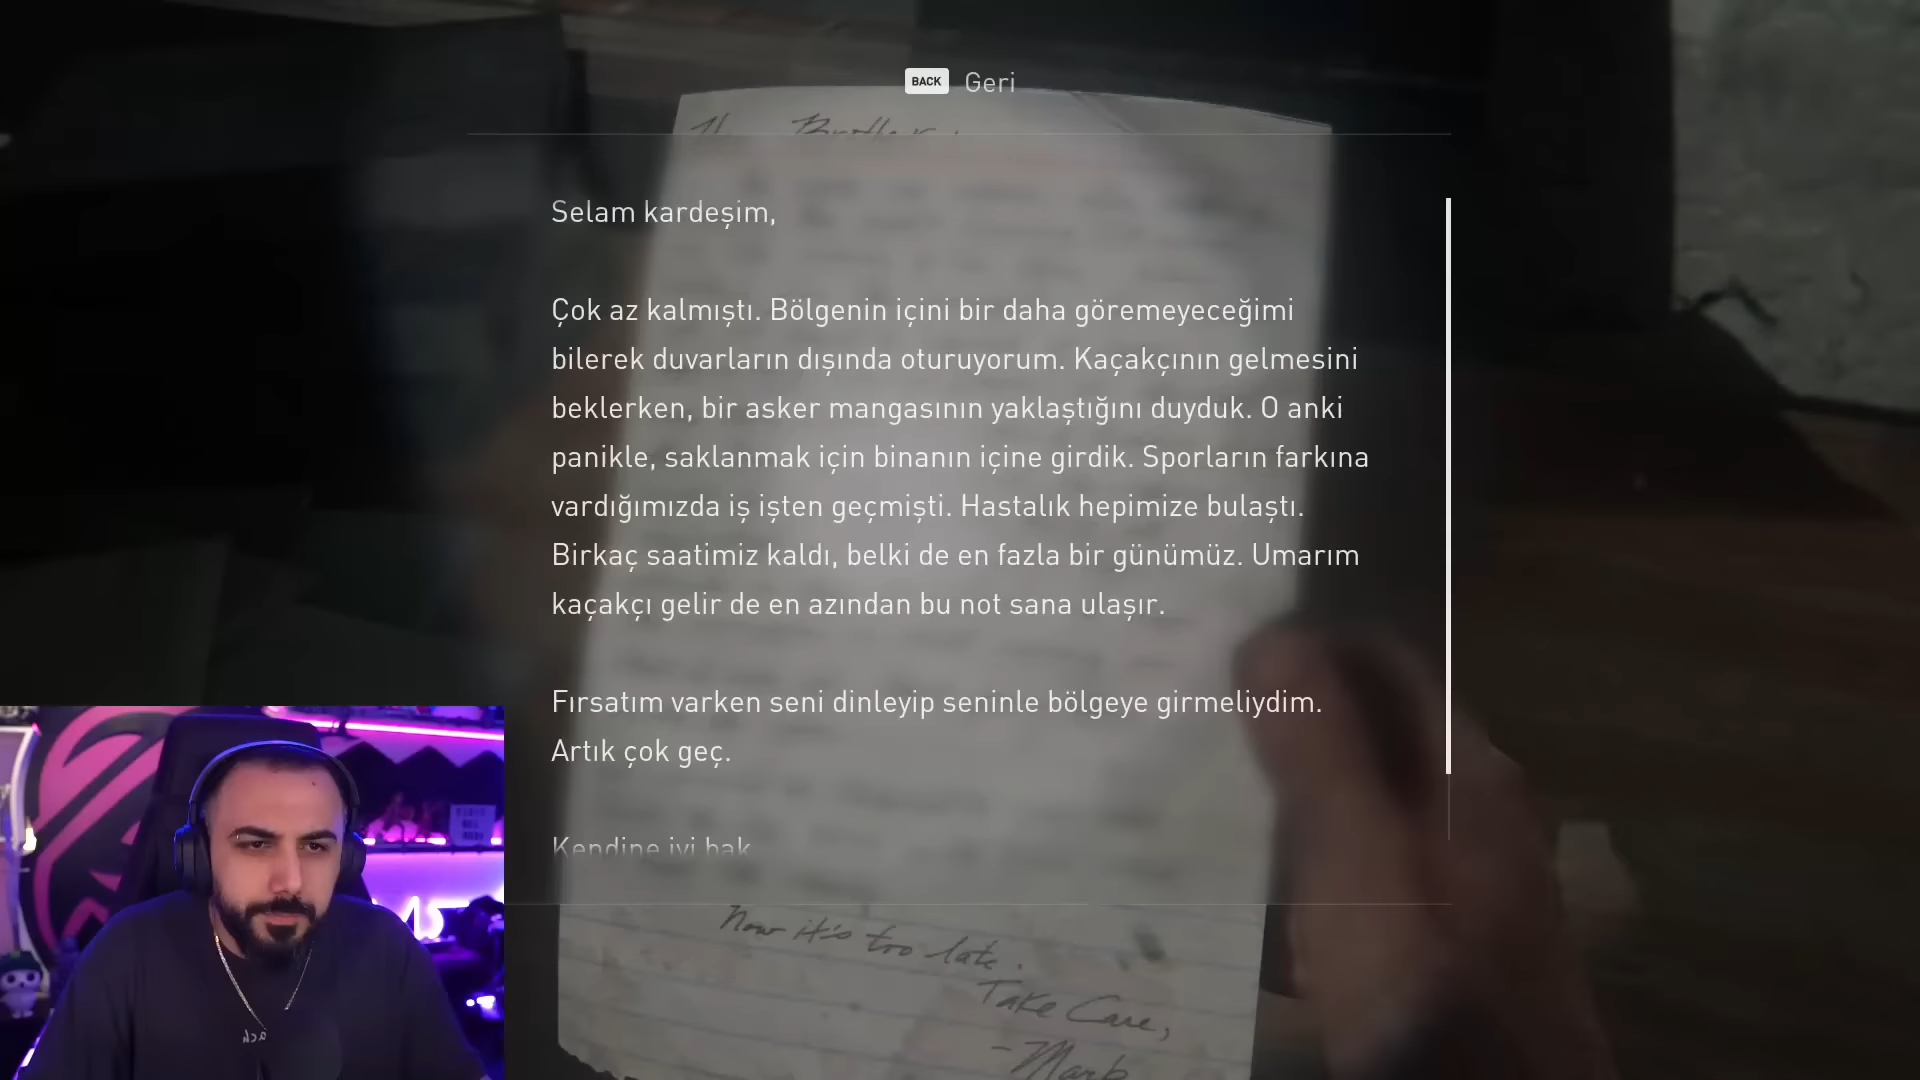 BACK Geri
Selam kardeşim,
Çok az kalmıştı. Bölgenin içini bir daha göremeyeceğimi
bilerek duvarların dışında oturuyorum. Kaçakçının gelmesini
beklerken, bir asker mangasının yaklaştığını duyduk. O anki
panikle, saklanmak için binanın içine girdik. Sporların farkına
vardığımızda iş işten geçmişti. Hastalık hepimize bulaştı.
Birkaç saatimiz kaldı, belki de en fazla bir günümüz. Umarım
kaçakçı gelir de en azından bu not sana ulaşır.
Fırsatım varken seni dinleyip seninle bölgeye girmeliydim.
Artık çok geç.
Kendine iyi bak
Now it's too late.
Take Care,
-Mark